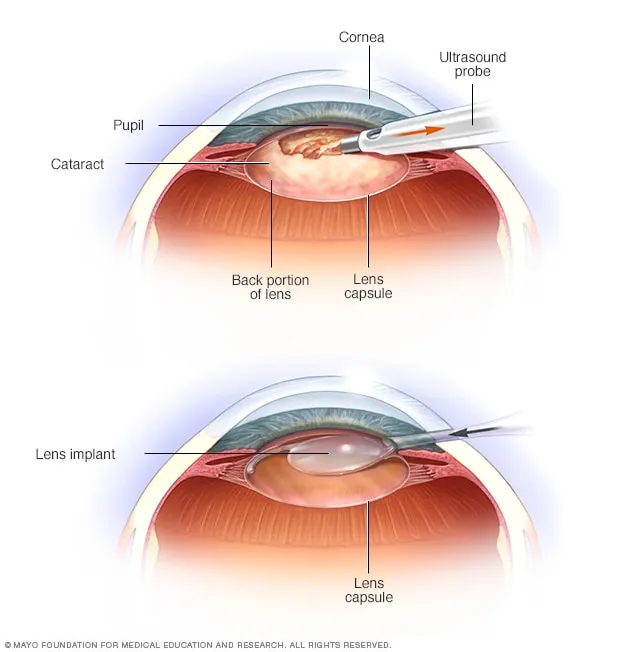 Cornea
Ultrasound
probe
Pupil
Cataract
Back portion
of lens
Lens
capsule
Lens implant
Lens
capsule
© MAYO FOUNDATION FOR MEDICAL EDUCATION AND RESEARCH. ALL RIGHTS RESERVED.